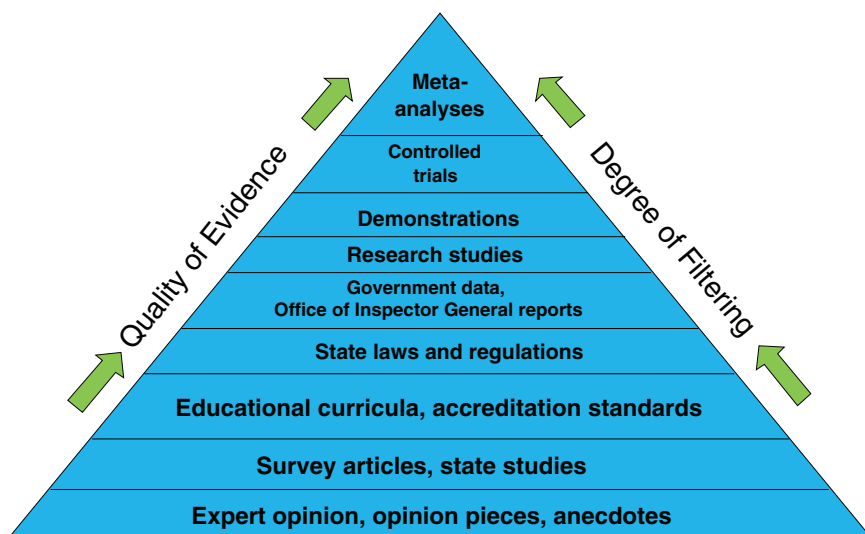 Meta-
analyses
Controlled
trials
Demonstrations
Research studies
Government data,
Office of Inspector General reports
State laws and regulations
Educational curricula, accreditation standards
Survey articles, state studies
Expert opinion, opinion pieces, anecdotes
Quality of Evidence
Degree of Filtering